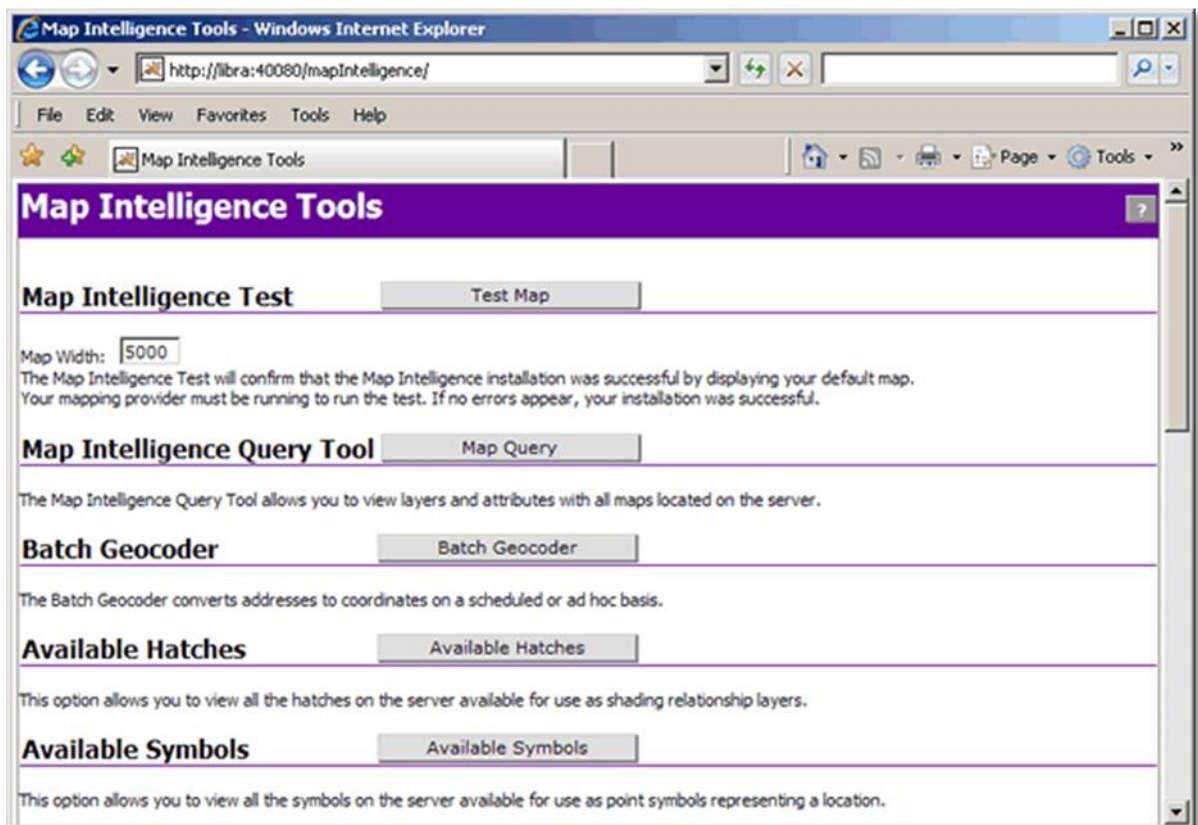 Map Intelligence Tools - Windows Internet Explorer
http://libra:40080/mapIntelligence/
File Edit View Favorites Tools Help
Map Intelligence Tools Page Tools »
Map Intelligence Tools ?
Map Intelligence Test Test Map
Map Width: 5000
The Map Intelligence Test will confirm that the Map Intelligence installation was successful by displaying your default map.
Your mapping provider must be running to run the test. If no errors appear, your installation was successful.
Map Intelligence Query Tool Map Query
The Map Intelligence Query Tool allows you to view layers and attributes with all maps located on the server.
Batch Geocoder Batch Geocoder
The Batch Geocoder converts addresses to coordinates on a scheduled or ad hoc basis.
Available Hatches Available Hatches
This option allows you to view all the hatches on the server available for use as shading relationship layers.
Available Symbols Available Symbols
This option allows you to view all the symbols on the server available for use as point symbols representing a location.